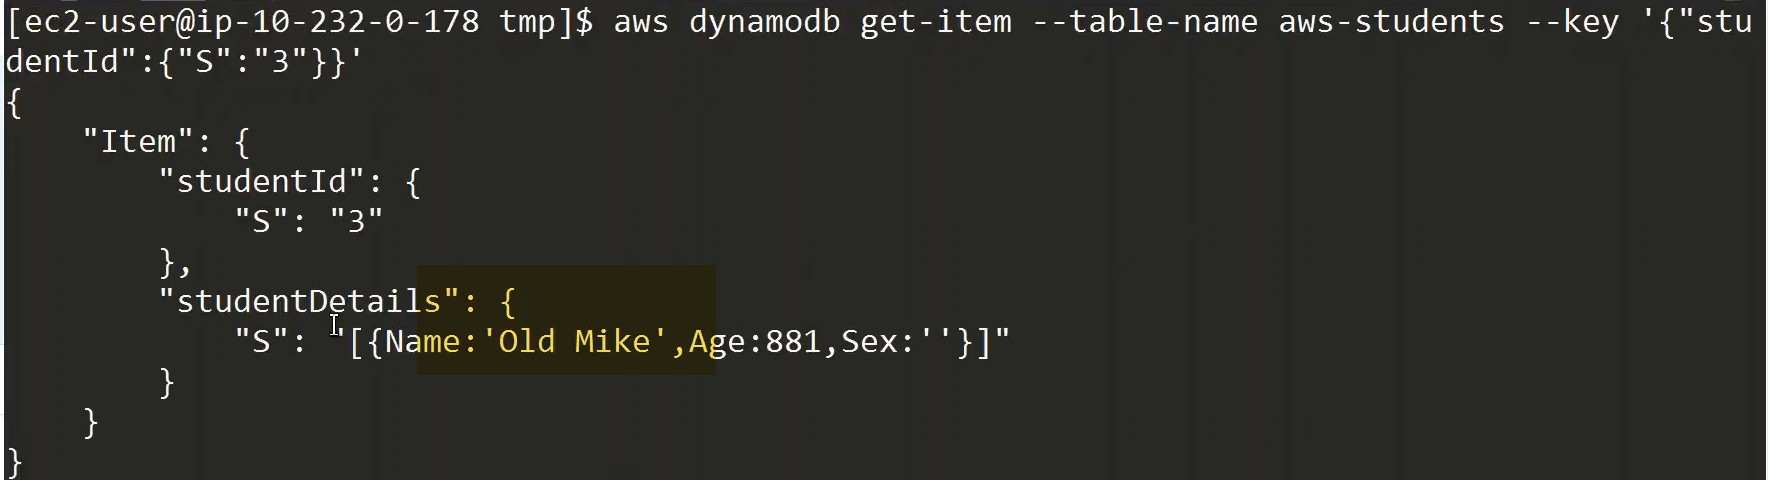 [ec2-user@ip-10-232-0-178 tmp]$ aws dynamodb get-item --table-name aws-students --key '{"stu
dentId":{"S":"3"}}'
{
    "Item": {
        "studentId": {
            "S": "3"
        },
        "studentDetails": {
            "S": "[{Name:'Old Mike',Age:881,Sex:''}]"
        }
    }
}